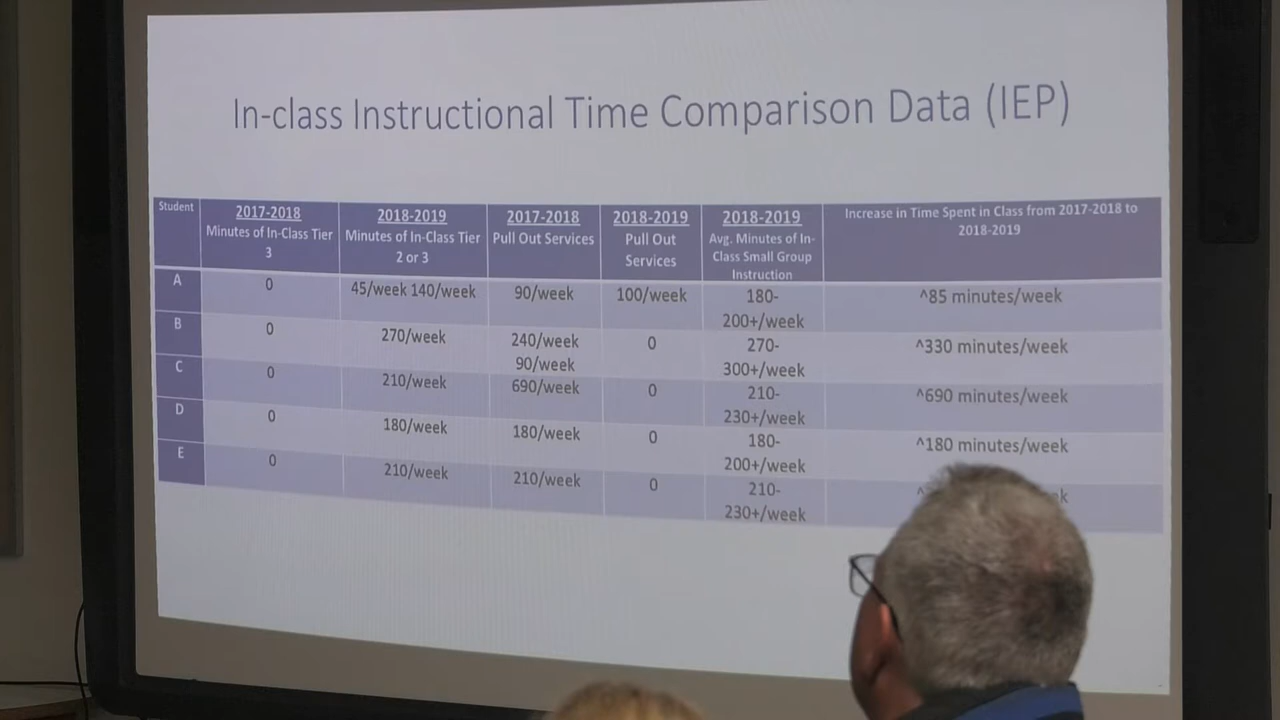 In-class Instructional Time Comparison Data (IEP)
Student
2017-2018
Minutes of In-Class Tier
3
2018-2019
Minutes of In-Class Tier
2 or 3
2017-2018
Pull Out Services
2018-2019
Pull Out
Services
2018-2019
Avg. Minutes of In-
Class Small Group
Instruction
Increase in Time Spent in Class from 2017-2018 to
2018-2019
A
0
45/week 140/week
90/week
100/week
180-
200+/week
^85 minutes/week
B
0
270/week
240/week
90/week
0
270-
300+/week
^330 minutes/week
C
0
210/week
690/week
0
210-
230+/week
^690 minutes/week
D
0
180/week
180/week
0
180-
200+/week
^180 minutes/week
E
0
210/week
210/week
0
210-
230+/week